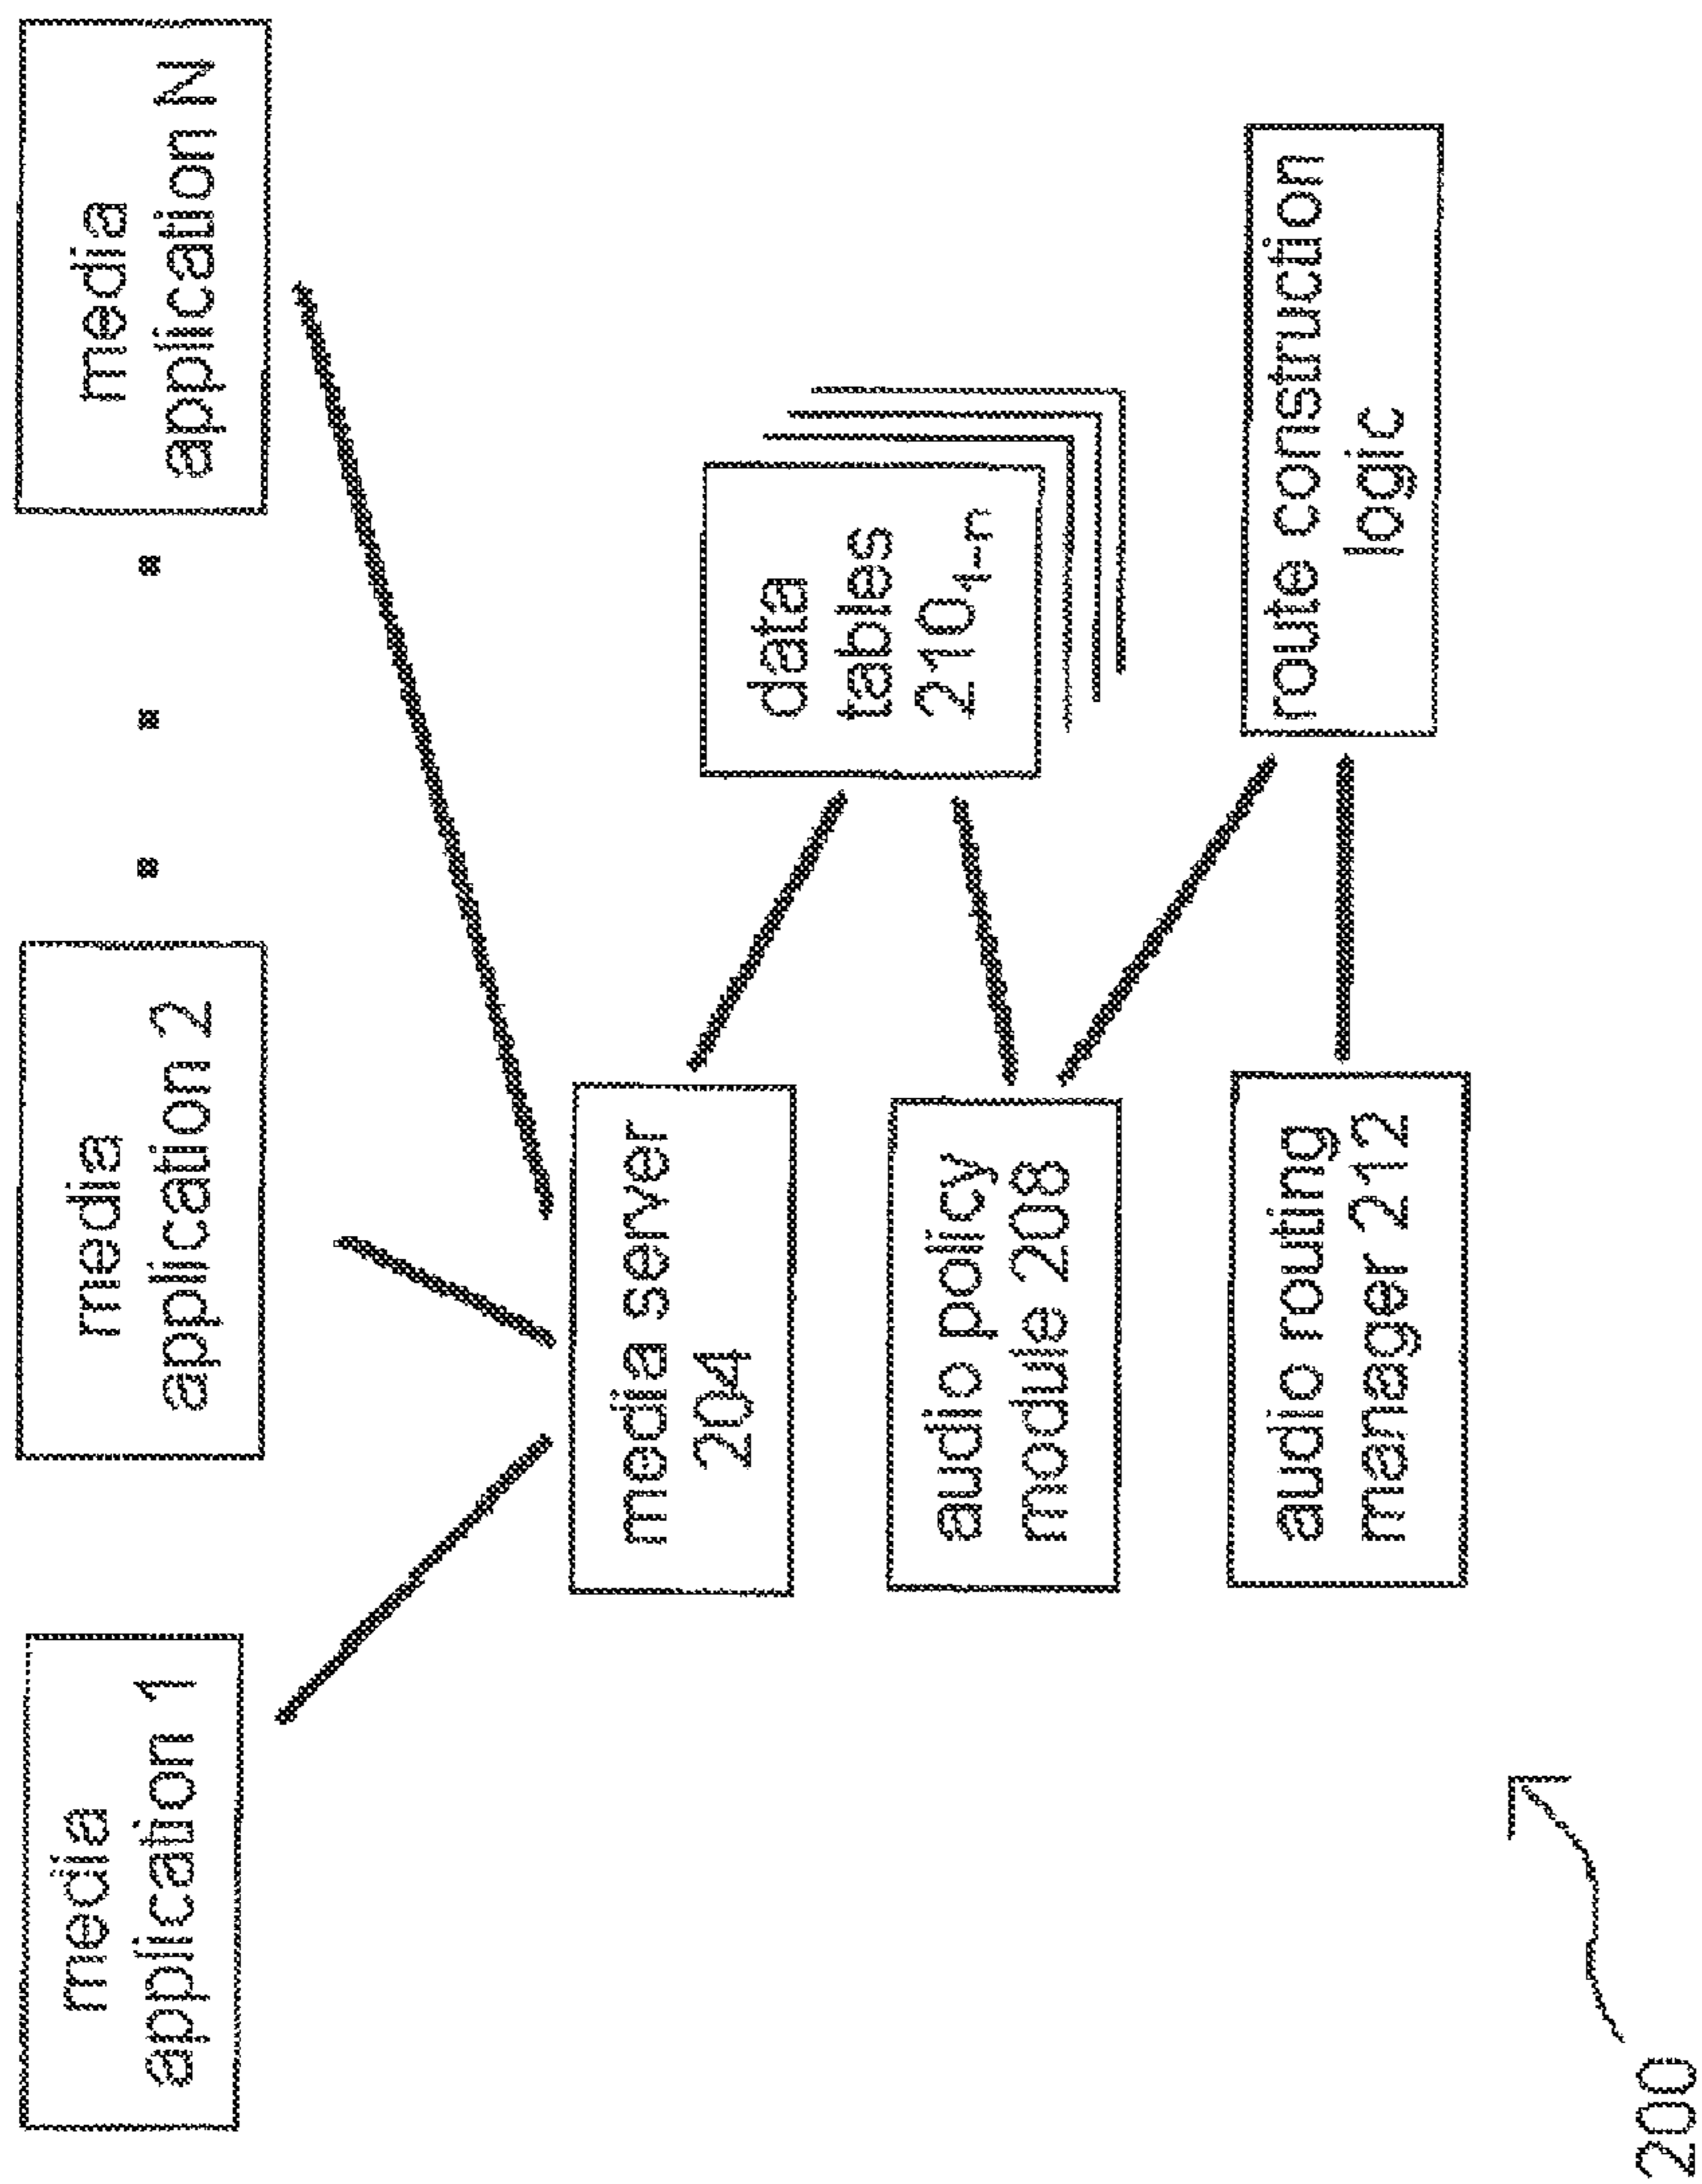 media
application 1
media
application 2
media
application N
media server
204
data
tables
210₁₋ₙ
audio policy
module 208
audio routing
manager 212
route construction
logic
200